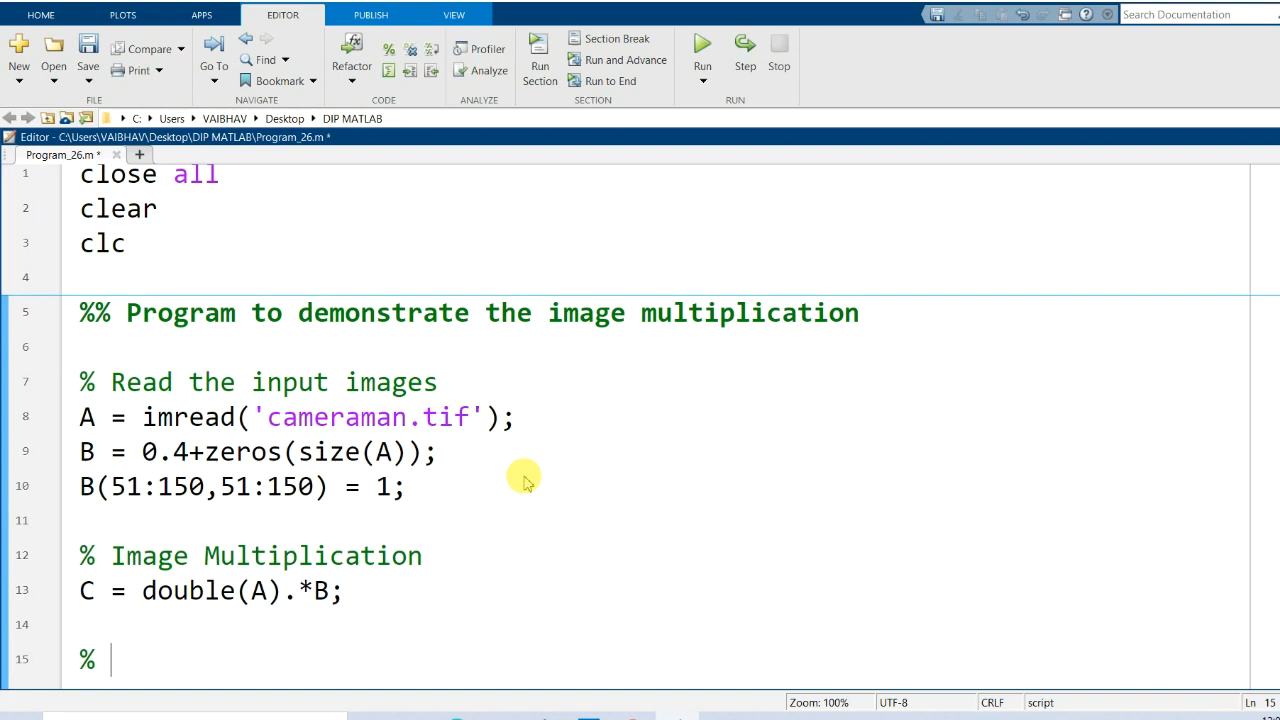 HOME PLOTS APPS EDITOR PUBLISH VIEW Search Documentation
New Open Save Compare Print Go To Find Bookmark Refactor Profiler Analyze Run Section Section Break Run and Advance Run to End Run Step Stop
FILE NAVIGATE CODE ANALYZE SECTION RUN
C: Users VAIBHAV Desktop DIP MATLAB
Editor - C:\Users\VAIBHAV\Desktop\DIP MATLAB\Program_26.m *
Program_26.m * × +
1 close all
2 clear
3 clc
4
5 %% Program to demonstrate the image multiplication
6
7 % Read the input images
8 A = imread('cameraman.tif');
9 B = 0.4+zeros(size(A));
10 B(51:150,51:150) = 1;
11
12 % Image Multiplication
13 C = double(A).*B;
14
15 %
Zoom: 100% UTF-8 CRLF script Ln 15